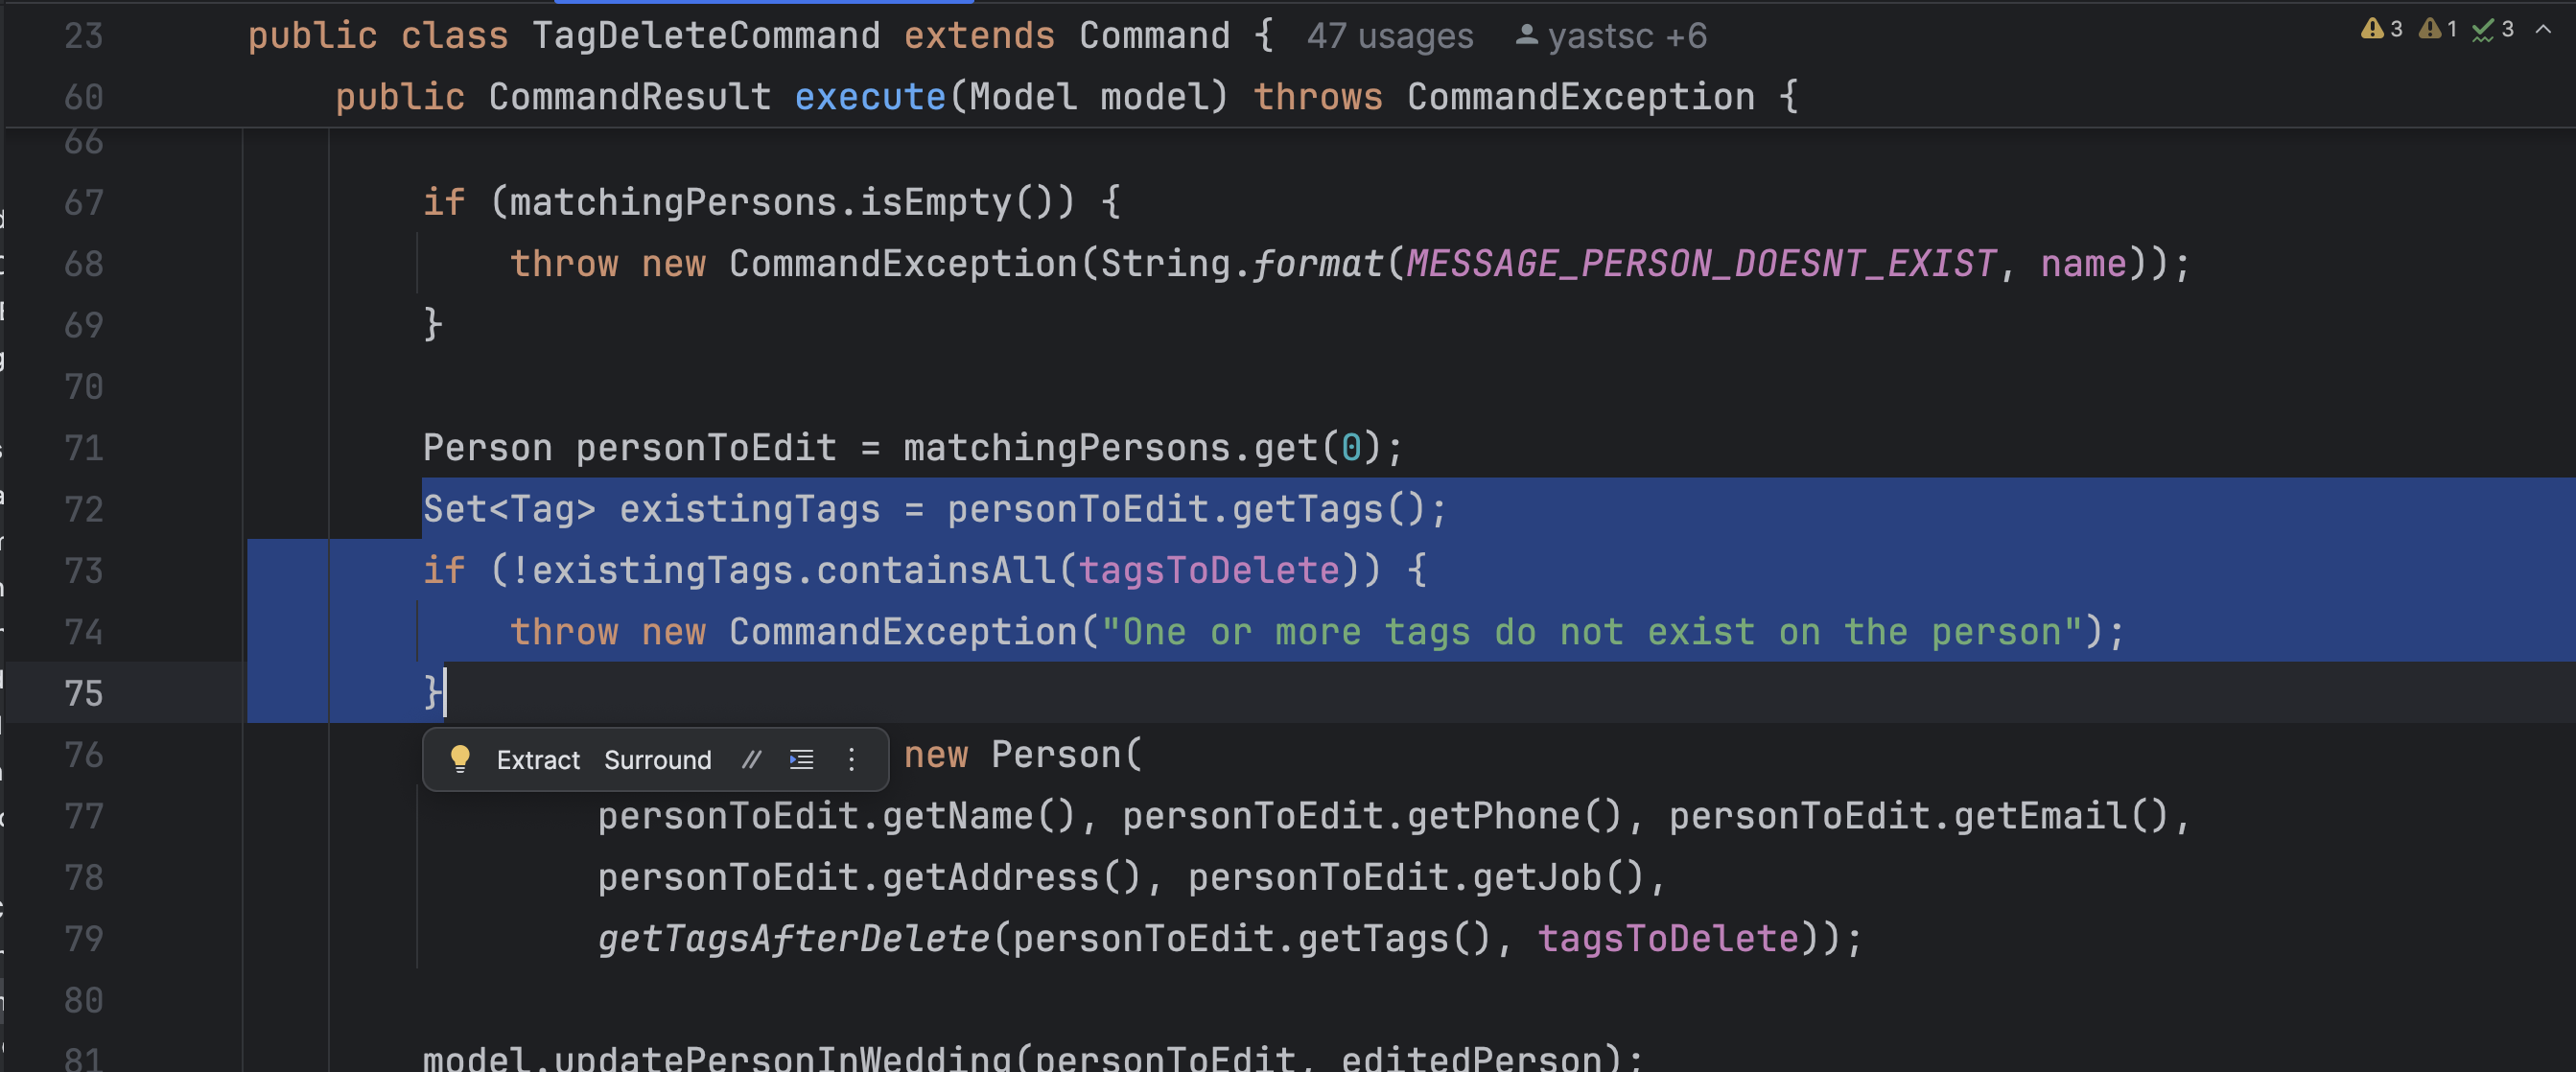 23 public class TagDeleteCommand extends Command { 47 usages yastsc +6 3 1 3
60 public CommandResult execute(Model model) throws CommandException {
66
67 if (matchingPersons.isEmpty()) {
68 throw new CommandException(String.format(MESSAGE_PERSON_DOESNT_EXIST, name));
69 }
70
71 Person personToEdit = matchingPersons.get(0);
72 Set<Tag> existingTags = personToEdit.getTags();
73 if (!existingTags.containsAll(tagsToDelete)) {
74 throw new CommandException("One or more tags do not exist on the person");
75 }
76 new Person(
Extract Surround //
77 personToEdit.getName(), personToEdit.getPhone(), personToEdit.getEmail(),
78 personToEdit.getAddress(), personToEdit.getJob(),
79 getTagsAfterDelete(personToEdit.getTags(), tagsToDelete));
80
81 model.updatePersonInWedding(personToEdit, editedPerson);